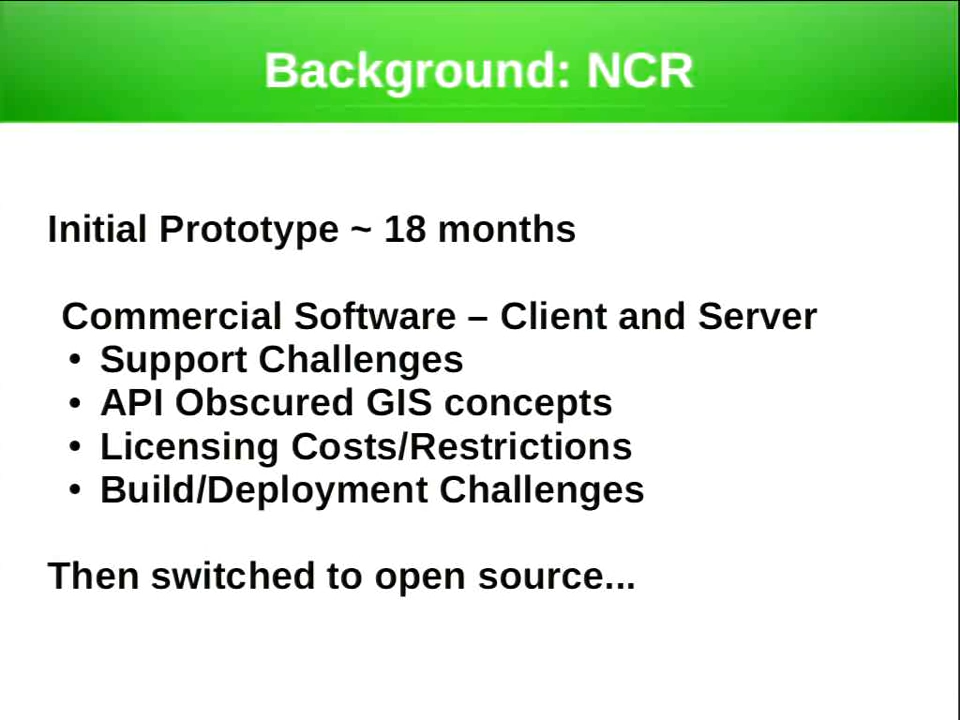 Background: NCR
Initial Prototype ~ 18 months
Commercial Software – Client and Server
• Support Challenges
• API Obscured GIS concepts
• Licensing Costs/Restrictions
• Build/Deployment Challenges
Then switched to open source...